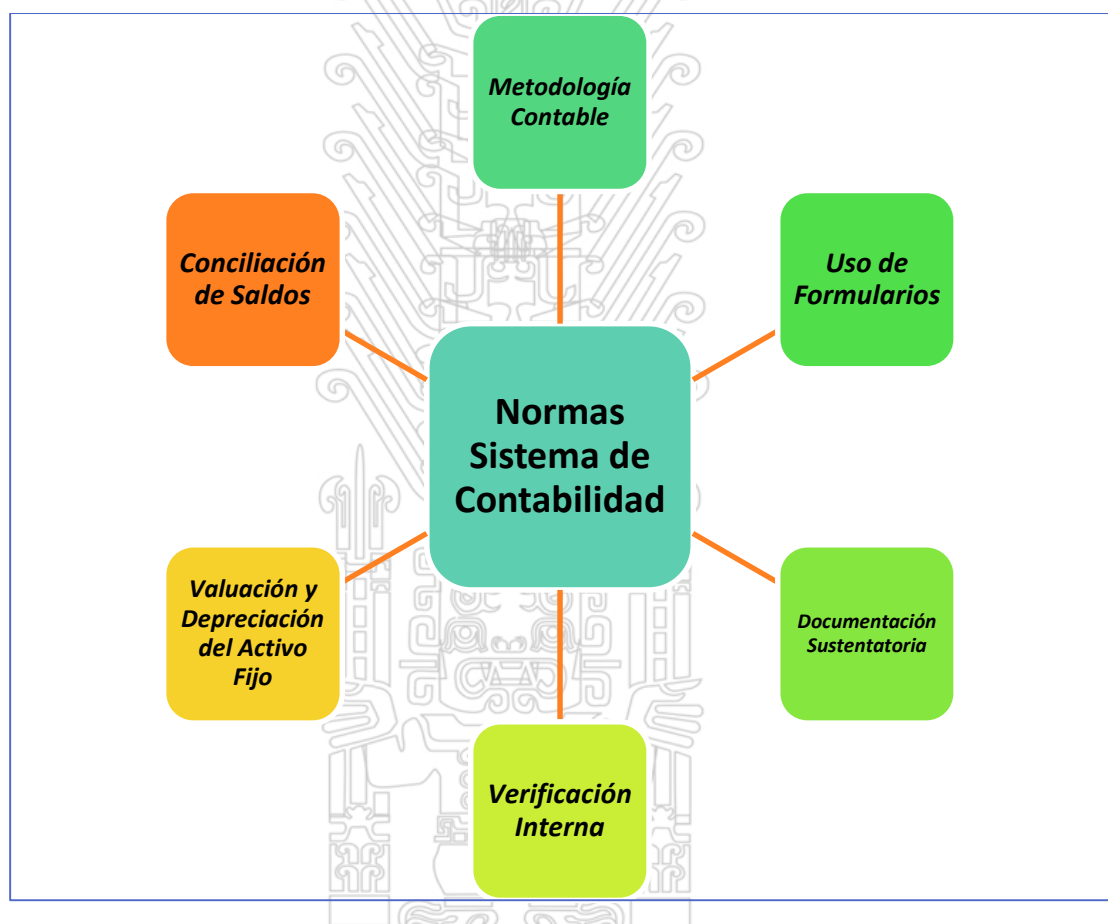 Metodología
Contable
Conciliación
de Saldos
Uso de
Formularios
Normas
Sistema de
Contabilidad
Valuación y
Depreciación
del Activo
Fijo
Documentación
Sustentatoria
Verificación
Interna